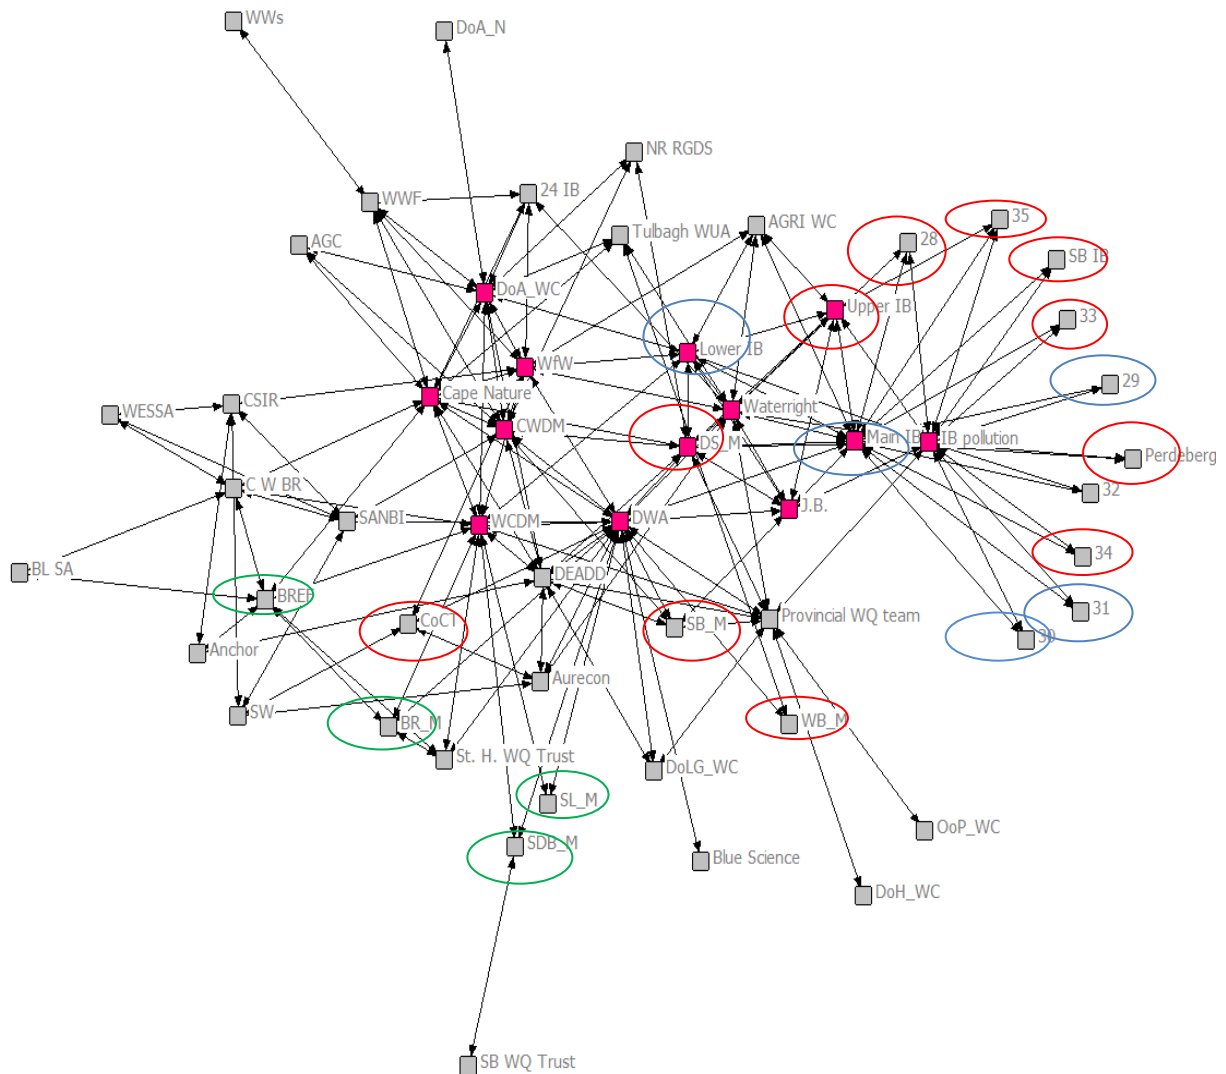 WWs
DoA_N
NR RGDS
24 IB
WWF
35
AGRI WC
Tulbagh WUA
28
AGC
SB IB
DoA_WC
Upper IB
33
Lower IB
WfW
29
Cape Nature
CSIR
Waterright
WESSA
CWDM
Main IB
IB pollution
DS_M
Perdeberg
C W BR
32
J.B.
SANBI
WCDM
DWA
34
BL SA
DEADD
BREF
31
Provincial WQ team
CoCT
SB_M
30
Anchor
Aurecon
SW
BR_M
WB_M
St. H. WQ Trust
DoLG_WC
SL_M
OoP_WC
SDB_M
Blue Science
DoH_WC
SB WQ Trust